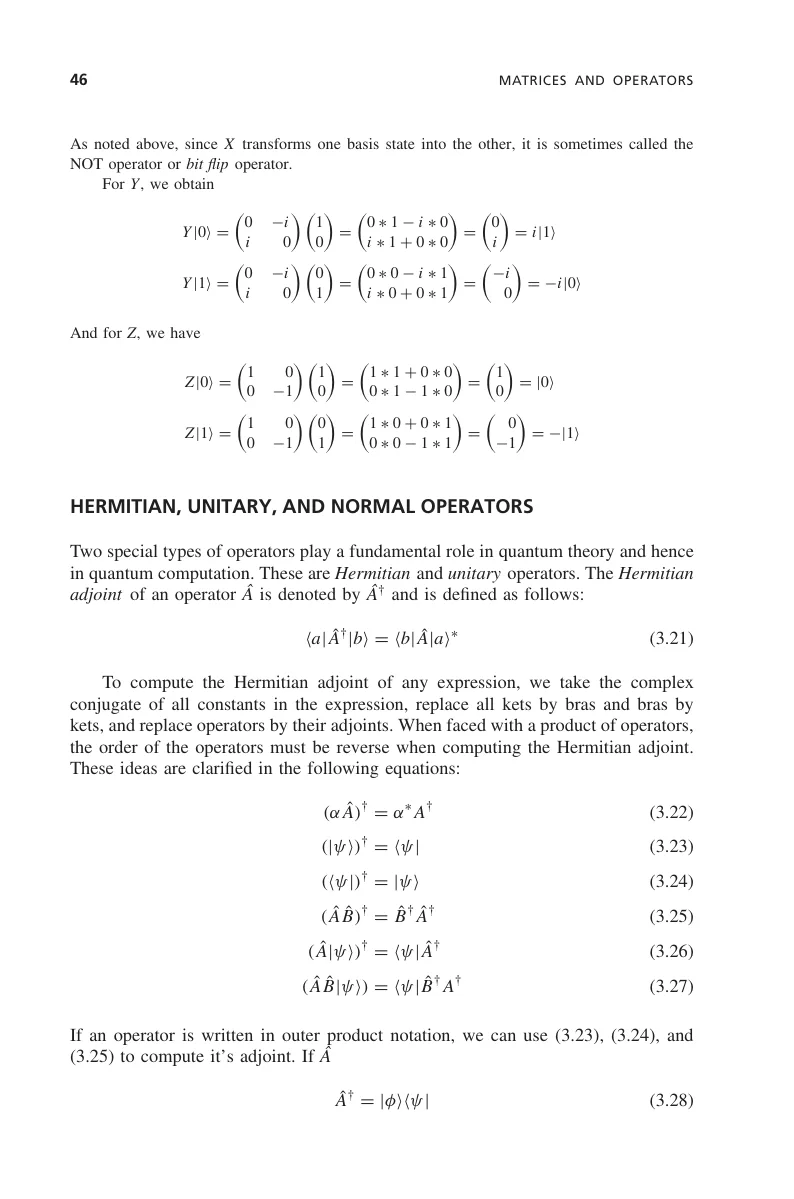 46 MATRICES AND OPERATORS
As noted above, since X transforms one basis state into the other, it is sometimes called the
NOT operator or bit flip operator.
For Y, we obtain
Y|0⟩ = (0 −i; i 0) (1; 0) = (0 ∗ 1 − i ∗ 0; i ∗ 1 + 0 ∗ 0) = (0; i) = i|1⟩
Y|1⟩ = (0 −i; i 0) (0; 1) = (0 ∗ 0 − i ∗ 1; i ∗ 0 + 0 ∗ 1) = (−i; 0) = −i|0⟩
And for Z, we have
Z|0⟩ = (1 0; 0 −1) (1; 0) = (1 ∗ 1 + 0 ∗ 0; 0 ∗ 1 − 1 ∗ 0) = (1; 0) = |0⟩
Z|1⟩ = (1 0; 0 −1) (0; 1) = (1 ∗ 0 + 0 ∗ 1; 0 ∗ 0 − 1 ∗ 1) = (0; −1) = −|1⟩
HERMITIAN, UNITARY, AND NORMAL OPERATORS
Two special types of operators play a fundamental role in quantum theory and hence
in quantum computation. These are Hermitian and unitary operators. The Hermitian
adjoint of an operator Â is denoted by Â† and is defined as follows:
⟨a|Â†|b⟩ = ⟨b|Â|a⟩* (3.21)
To compute the Hermitian adjoint of any expression, we take the complex
conjugate of all constants in the expression, replace all kets by bras and bras by
kets, and replace operators by their adjoints. When faced with a product of operators,
the order of the operators must be reverse when computing the Hermitian adjoint.
These ideas are clarified in the following equations:
(αÂ)† = α*A† (3.22)
(|ψ⟩)† = ⟨ψ| (3.23)
(⟨ψ|)† = |ψ⟩ (3.24)
(ÂB̂)† = B̂†Â† (3.25)
(Â|ψ⟩)† = ⟨ψ|Â† (3.26)
(ÂB̂|ψ⟩) = ⟨ψ|B̂†A† (3.27)
If an operator is written in outer product notation, we can use (3.23), (3.24), and
(3.25) to compute it's adjoint. If Â
Â† = |ϕ⟩⟨ψ| (3.28)